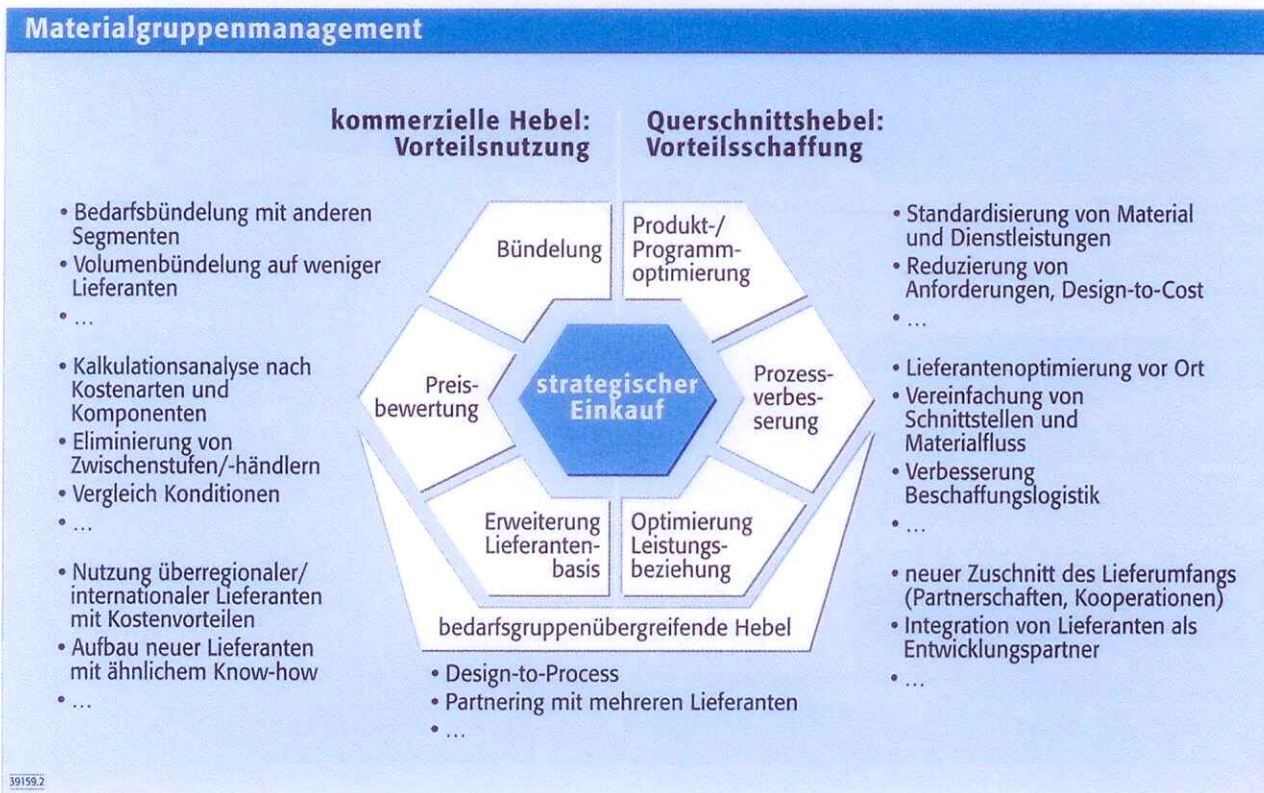 Materialgruppenmanagement
kommerzielle Hebel:
Vorteilsnutzung
Querschnittshebel:
Vorteilsschaffung
• Bedarfsbündelung mit anderen
Segmenten
• Volumenbündelung auf weniger
Lieferanten
• ...
• Kalkulationsanalyse nach
Kostenarten und
Komponenten
• Eliminierung von
Zwischenstufen/-händlern
• Vergleich Konditionen
• ...
• Nutzung überregionaler/
internationaler Lieferanten
mit Kostenvorteilen
• Aufbau neuer Lieferanten
mit ähnlichem Know-how
• ...
Bündelung
Produkt-/
Programm-
optimierung
Preis-
bewertung
strategischer
Einkauf
Prozess-
verbes-
serung
Erweiterung
Lieferanten-
basis
Optimierung
Leistungs-
beziehung
bedarfsgruppenübergreifende Hebel
• Design-to-Process
• Partnering mit mehreren Lieferanten
• ...
• Standardisierung von Material
und Dienstleistungen
• Reduzierung von
Anforderungen, Design-to-Cost
• ...
• Lieferantenoptimierung vor Ort
• Vereinfachung von
Schnittstellen und
Materialfluss
• Verbesserung
Beschaffungslogistik
• ...
• neuer Zuschnitt des Lieferumfangs
(Partnerschaften, Kooperationen)
• Integration von Lieferanten als
Entwicklungspartner
• ...
39159.2